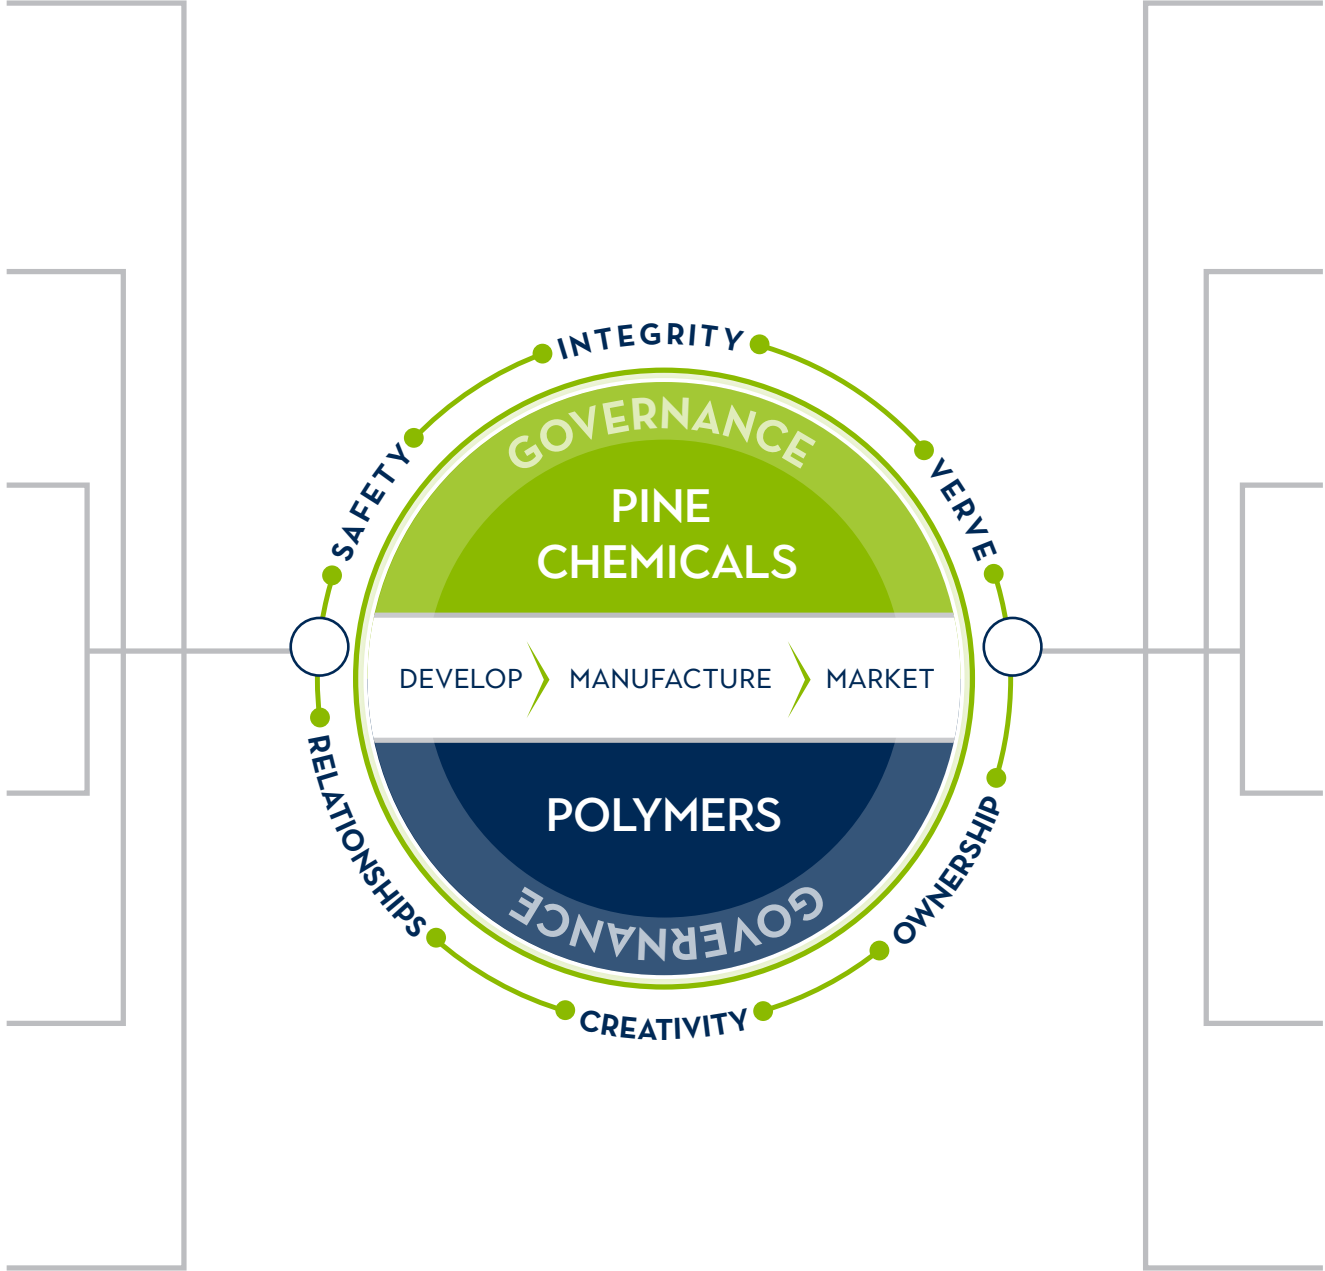 INTEGRITY
SAFETY
VERVE
GOVERNANCE
PINE
CHEMICALS
DEVELOP
MANUFACTURE
MARKET
POLYMERS
GOVERNANCE
RELATIONSHIPS
OWNERSHIP
CREATIVITY